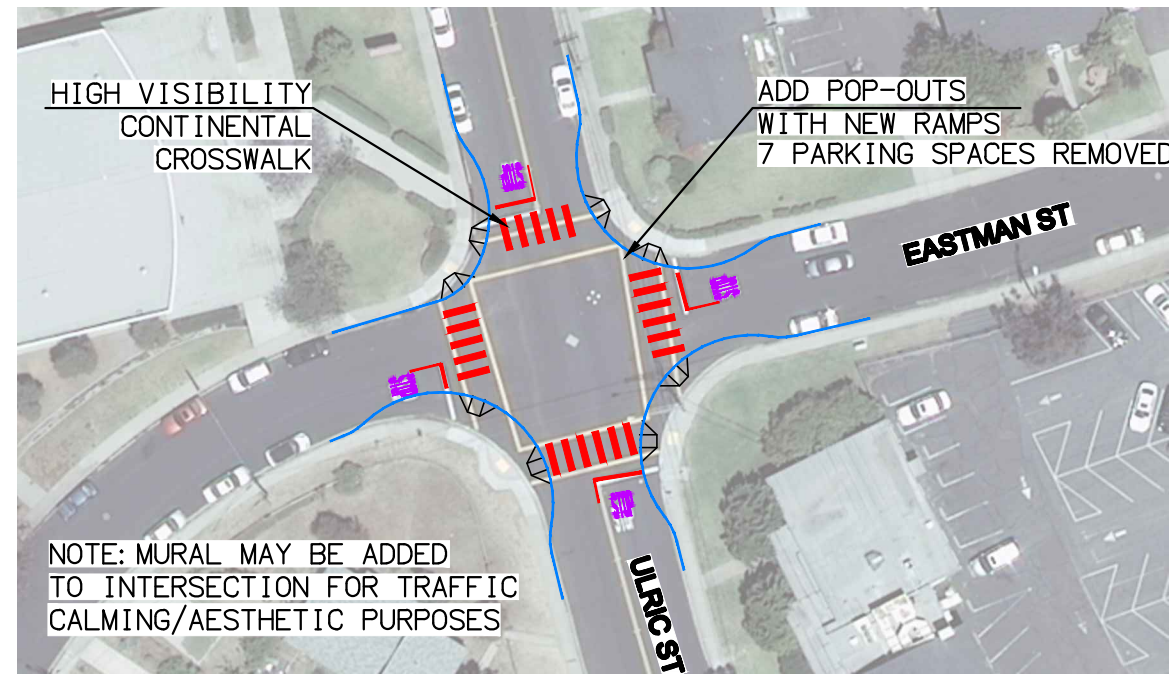 HIGH VISIBILITY
CONTINENTAL
CROSSWALK
ADD POP-OUTS
WITH NEW RAMPS
7 PARKING SPACES REMOVED
EASTMAN ST
NOTE: MURAL MAY BE ADDED
TO INTERSECTION FOR TRAFFIC
CALMING/AESTHETIC PURPOSES
ULRIC ST